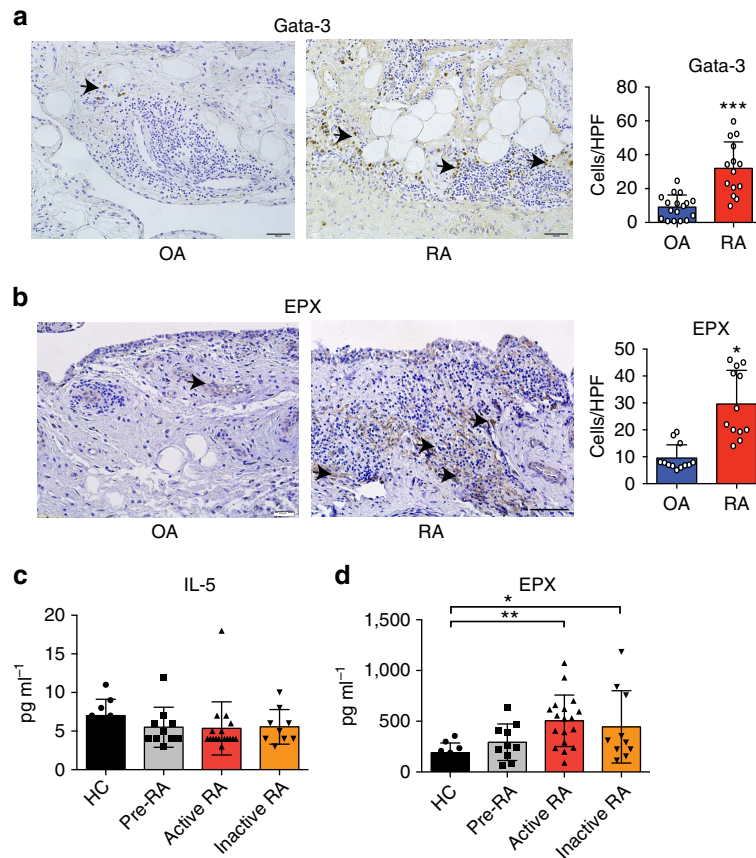 a
Gata-3
OA
RA
Gata-3
Cells/HPF
80
60
40
20
0
***
OA
RA
b
EPX
OA
RA
EPX
Cells/HPF
50
40
30
20
10
0
*
OA
RA
c
IL-5
pg ml⁻¹
20
15
10
5
0
HC
Pre-RA
Active RA
Inactive RA
d
EPX
pg ml⁻¹
1,500
1,000
500
0
*
**
HC
Pre-RA
Active RA
Inactive RA